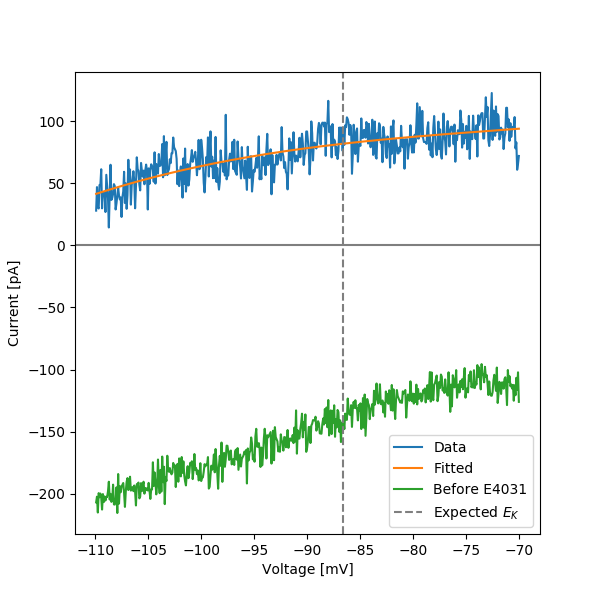 100
50
0
−50
−100
−150
−200
Current [pA]
−110
−105
−100
−95
−90
−85
−80
−75
−70
Voltage [mV]
Data
Fitted
Before E4031
Expected E_K